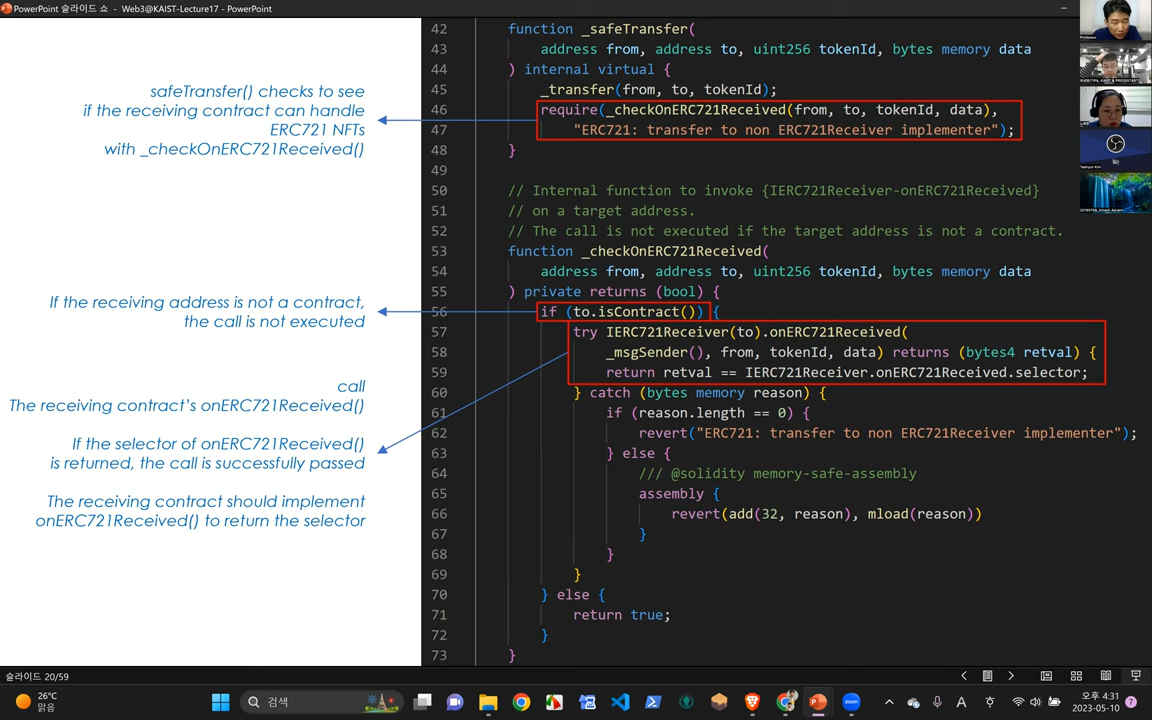 PowerPoint 슬라이드 쇼 - Web3@KAIST-Lecture17 - PowerPoint
safeTransfer() checks to see
if the receiving contract can handle
ERC721 NFTs
with _checkOnERC721Received()
If the receiving address is not a contract,
the call is not executed
call
The receiving contract's onERC721Received()
If the selector of onERC721Received()
is returned, the call is successfully passed
The receiving contract should implement
onERC721Received() to return the selector
42 function _safeTransfer(
43 address from, address to, uint256 tokenId, bytes memory data
44 ) internal virtual {
45 _transfer(from, to, tokenId);
46 require(_checkOnERC721Received(from, to, tokenId, data),
47 "ERC721: transfer to non ERC721Receiver implementer");
48 }
49
50 // Internal function to invoke {IERC721Receiver-onERC721Received}
51 // on a target address.
52 // The call is not executed if the target address is not a contract.
53 function _checkOnERC721Received(
54 address from, address to, uint256 tokenId, bytes memory data
55 ) private returns (bool) {
56 if (to.isContract()) {
57 try IERC721Receiver(to).onERC721Received(
58 _msgSender(), from, tokenId, data) returns (bytes4 retval) {
59 return retval == IERC721Receiver.onERC721Received.selector;
60 } catch (bytes memory reason) {
61 if (reason.length == 0) {
62 revert("ERC721: transfer to non ERC721Receiver implementer");
63 } else {
64 /// @solidity memory-safe-assembly
65 assembly {
66 revert(add(32, reason), mload(reason))
67 }
68 }
69 }
70 } else {
71 return true;
72 }
73 }
Professor
슬라이드 20/59
26°C
맑음
검색
zoom
A
오후 4:31
2023-05-10
7